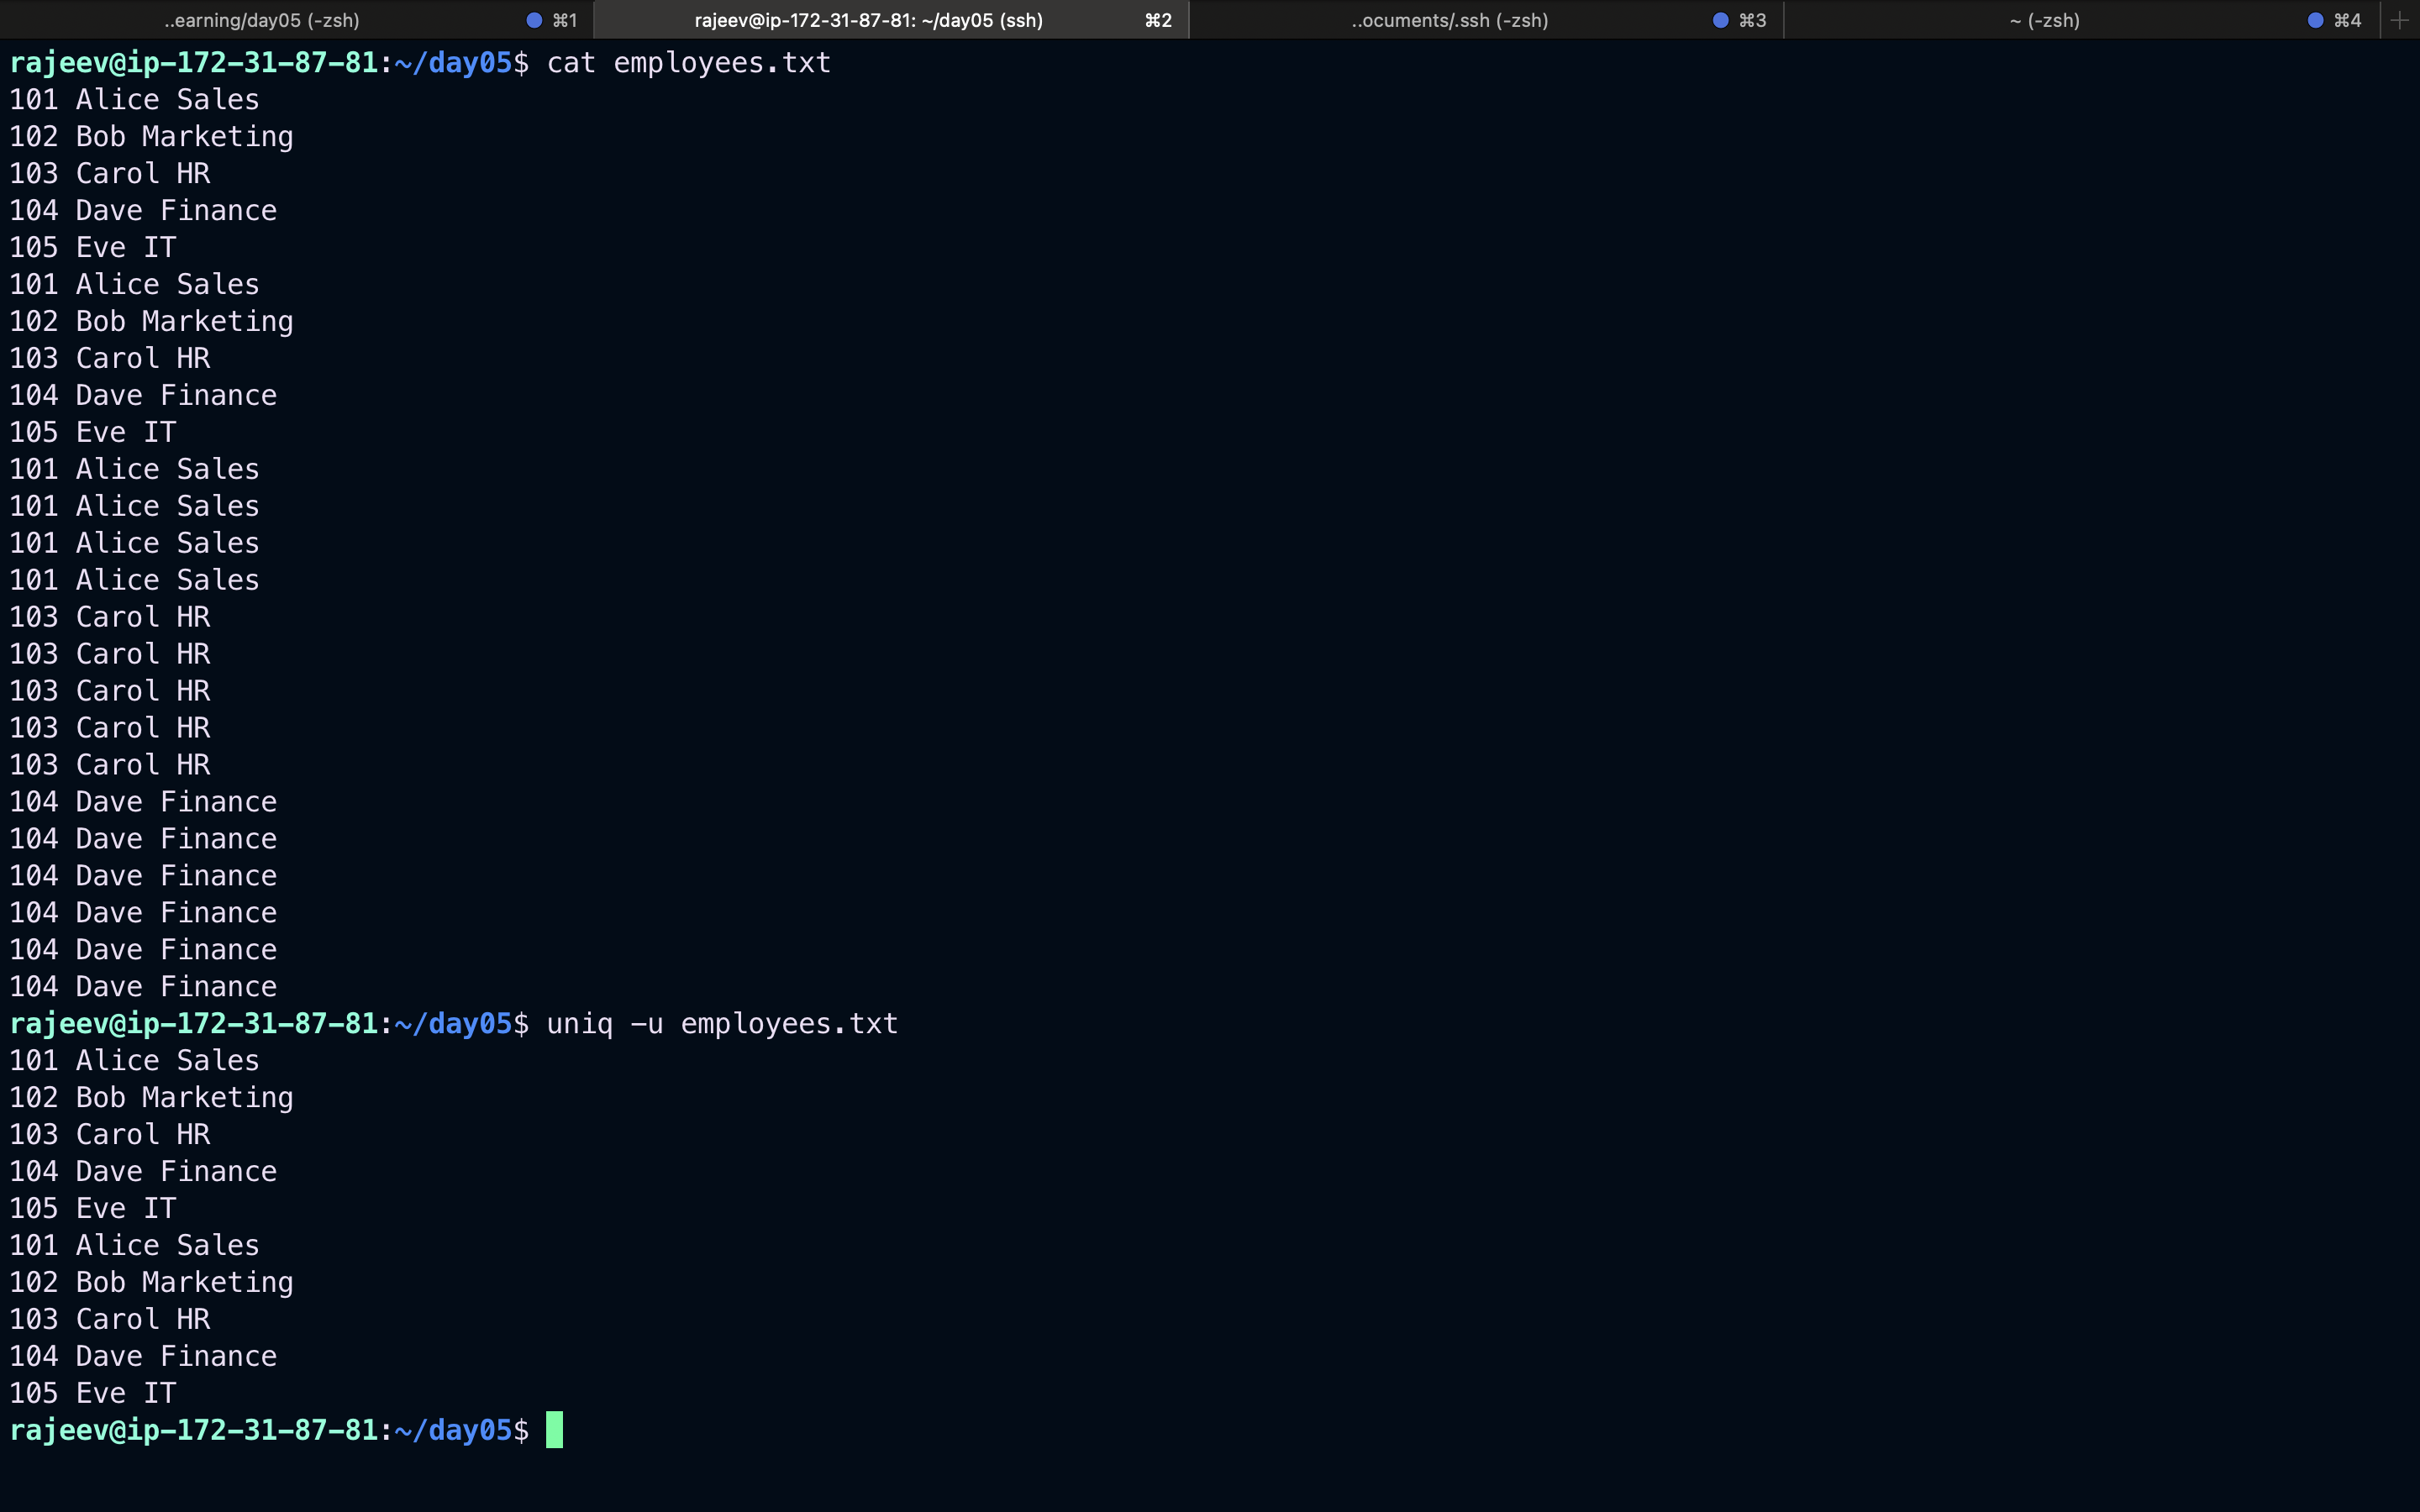 ..earning/day05 (-zsh) ⌘1 rajeev@ip-172-31-87-81: ~/day05 (ssh) ⌘2 ..ocuments/.ssh (-zsh) ⌘3 ~ (-zsh) ⌘4 +
rajeev@ip-172-31-87-81:~/day05$ cat employees.txt
101 Alice Sales
102 Bob Marketing
103 Carol HR
104 Dave Finance
105 Eve IT
101 Alice Sales
102 Bob Marketing
103 Carol HR
104 Dave Finance
105 Eve IT
101 Alice Sales
101 Alice Sales
101 Alice Sales
101 Alice Sales
103 Carol HR
103 Carol HR
103 Carol HR
103 Carol HR
103 Carol HR
104 Dave Finance
104 Dave Finance
104 Dave Finance
104 Dave Finance
104 Dave Finance
104 Dave Finance
rajeev@ip-172-31-87-81:~/day05$ uniq -u employees.txt
101 Alice Sales
102 Bob Marketing
103 Carol HR
104 Dave Finance
105 Eve IT
101 Alice Sales
102 Bob Marketing
103 Carol HR
104 Dave Finance
105 Eve IT
rajeev@ip-172-31-87-81:~/day05$